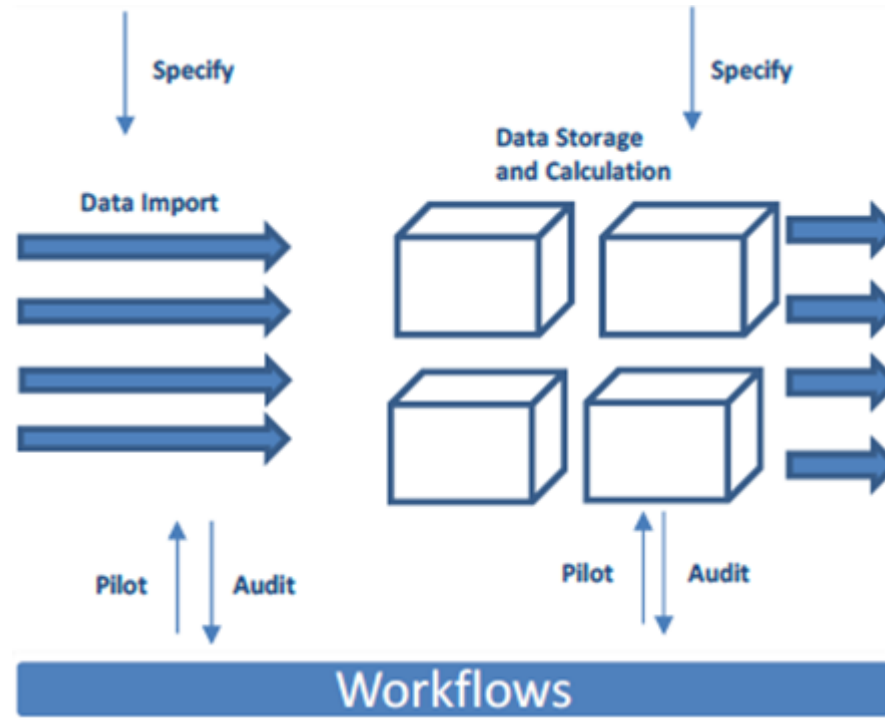 Specify
Specify
Data Storage
and Calculation
Data Import
Pilot
Audit
Pilot
Audit
Workflows